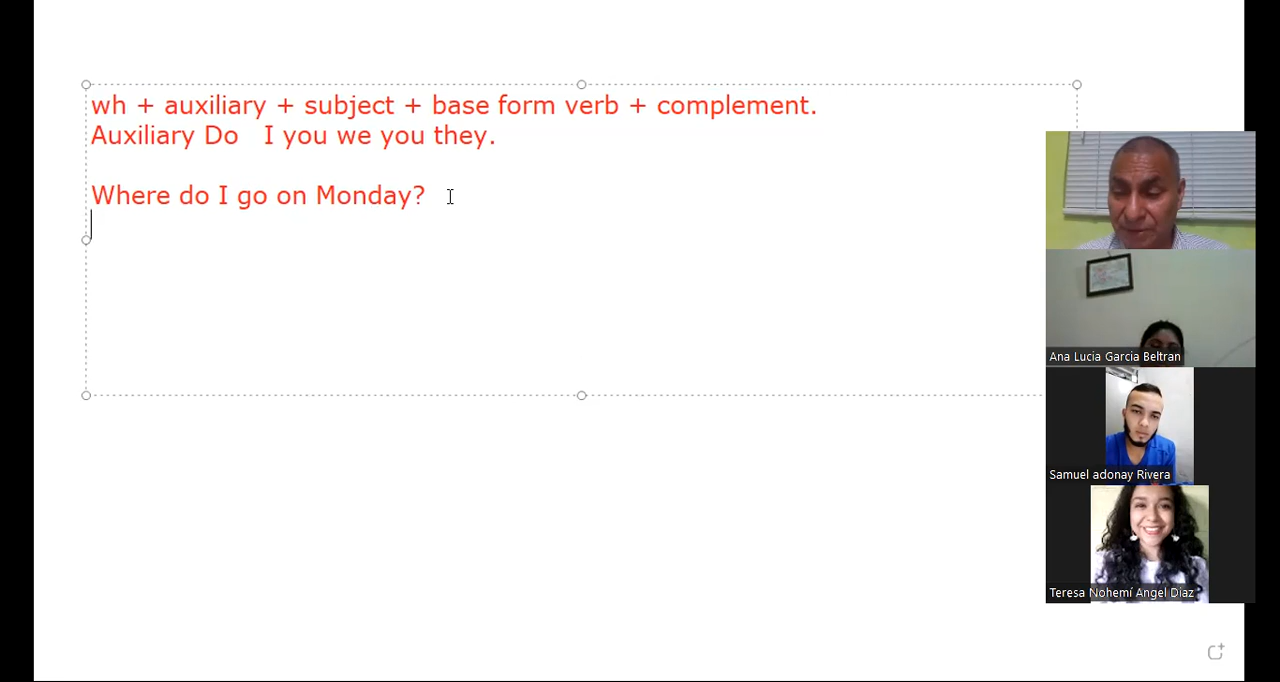 wh + auxiliary + subject + base form verb + complement.
Auxiliary Do I you we you they.
Where do I go on Monday?
Ana Lucia Garcia Beltran
Samuel adonay Rivera
Teresa Nohemí Angel Díaz